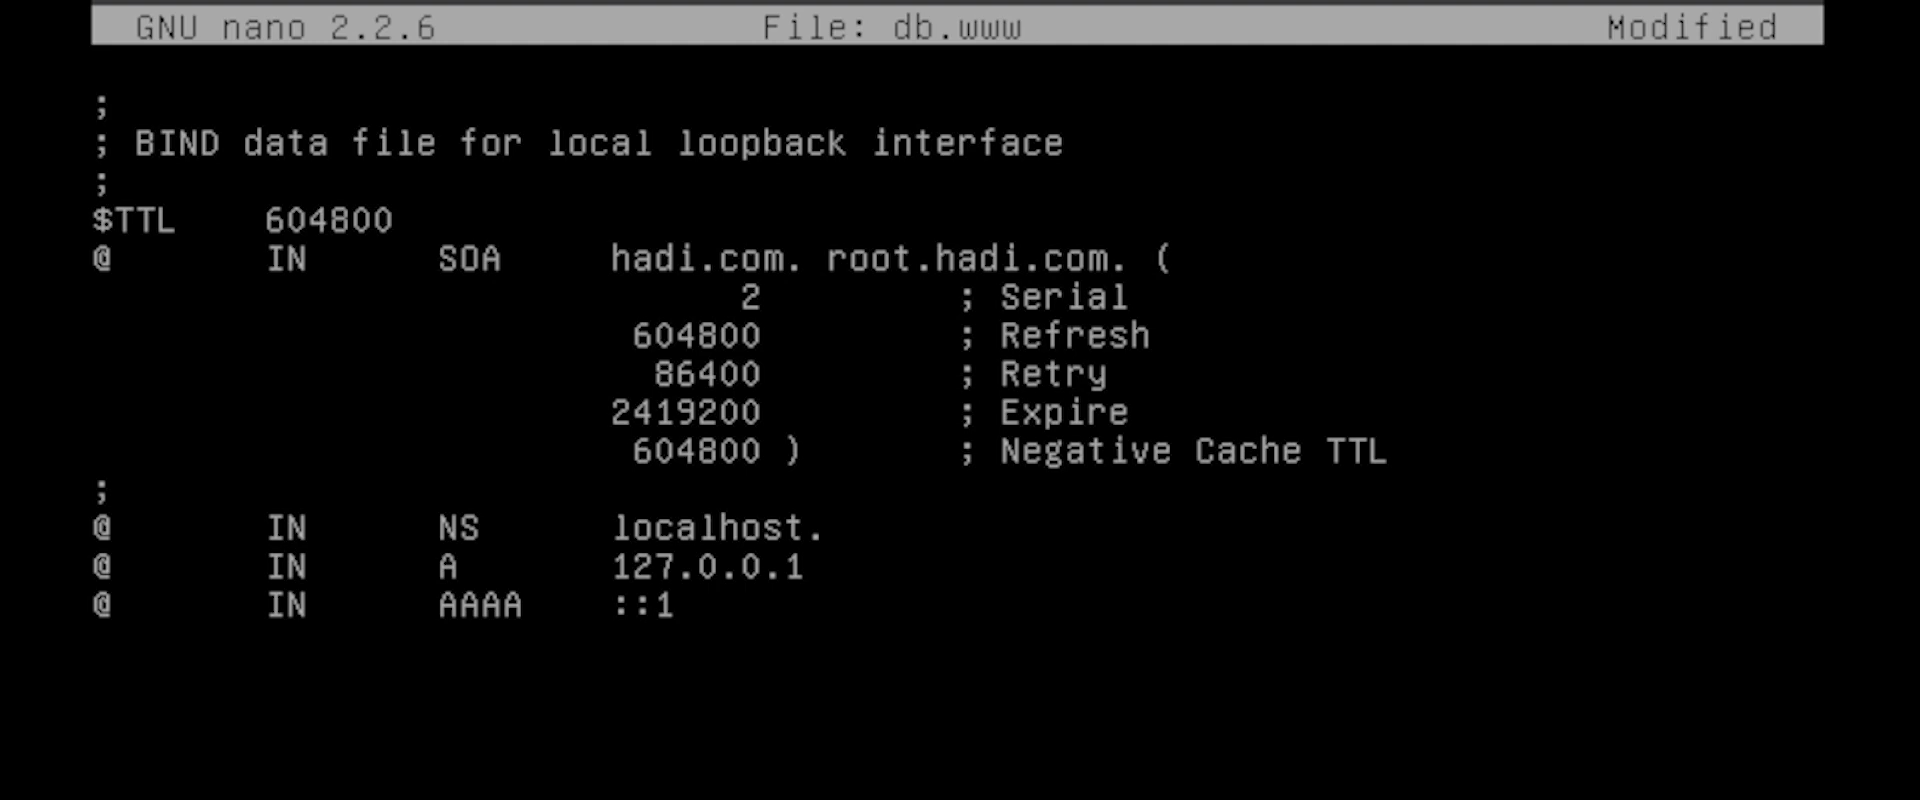 GNU nano 2.2.6 File: db.www Modified
;
; BIND data file for local loopback interface
;
$TTL 604800
@ IN SOA hadi.com. root.hadi.com. (
2 ; Serial
604800 ; Refresh
86400 ; Retry
2419200 ; Expire
604800 ) ; Negative Cache TTL
;
@ IN NS localhost.
@ IN A 127.0.0.1
@ IN AAAA ::1